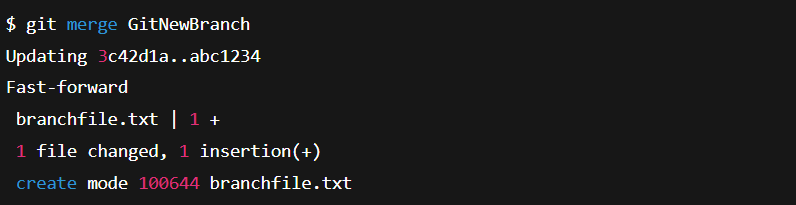 $ git merge GitNewBranch
Updating 3c42d1a..abc1234
Fast-forward
branchfile.txt | 1 +
1 file changed, 1 insertion(+)
create mode 100644 branchfile.txt